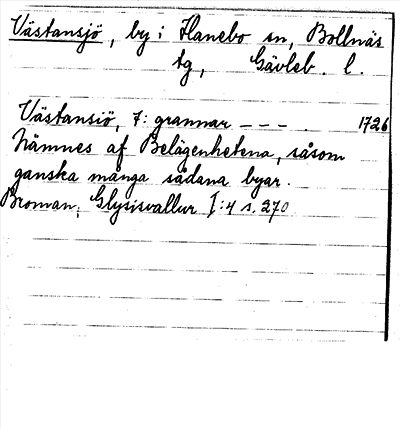 Västansjö, by i Hanebo sn, Bollnäs
tg, Gävleb. l.
Västansiö, 7: grannar - - - . 1726
Nämnes af Belägenhetena, såsom
ganska många sådana byar.
Broman, Glysisvallur I:4 s. 270